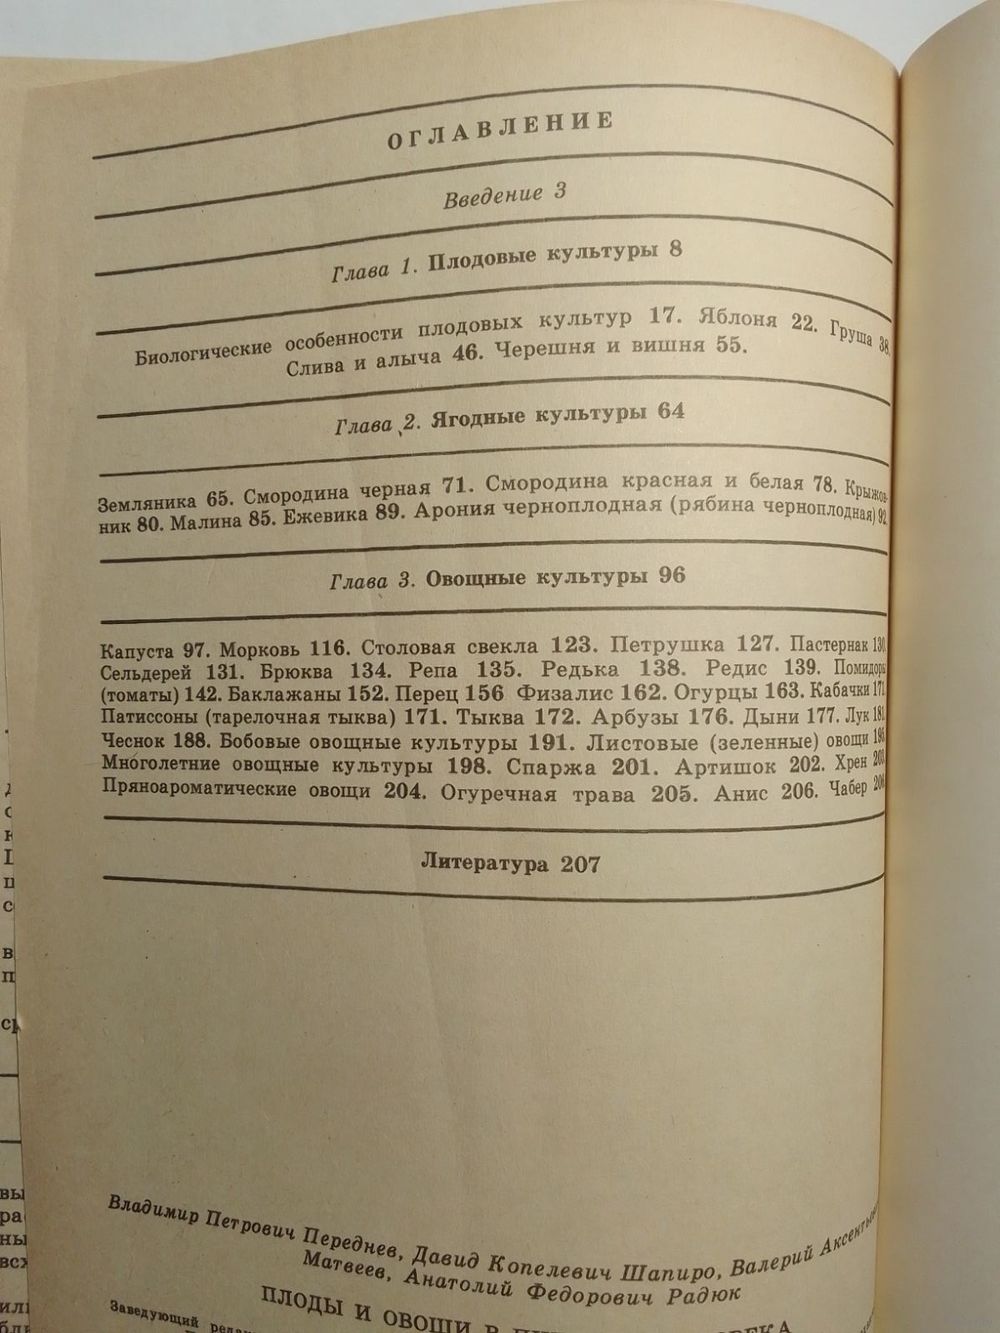 ОГЛАВЛЕНИЕ
Введение 3
Глава 1. Плодовые культуры 8
Биологические особенности плодовых культур 17. Яблоня 22. Груша 38.
Слива и алыча 46. Черешня и вишня 55.
Глава 2. Ягодные культуры 64
Земляника 65. Смородина черная 71. Смородина красная и белая 78. Крыжов-
ник 80. Малина 85. Ежевика 89. Арония черноплодная (рябина черноплодная) 92.
Глава 3. Овощные культуры 96
Капуста 97. Морковь 116. Столовая свекла 123. Петрушка 127. Пастернак 130.
Сельдерей 131. Брюква 134. Репа 135. Редька 138. Редис 139. Помидоры
(томаты) 142. Баклажаны 152. Перец 156 Физалис 162. Огурцы 163. Кабачки 171.
Патиссоны (тарелочная тыква) 171. Тыква 172. Арбузы 176. Дыни 177. Лук 181.
Чеснок 188. Бобовые овощные культуры 191. Листовые (зеленные) овощи
Многолетние овощные культуры 198. Спаржа 201. Артишок 202. Хрен 203.
Пряноароматические овощи 204. Огуречная трава 205. Анис 206. Чабер 206.
Литература 207
Владимир Петрович Переднев, Давид Копелевич Шапиро, Валерий
Матвеев, Анатолий Федорович Радюк
ПЛОДЫ И ОВОЩИ В
Заведующий